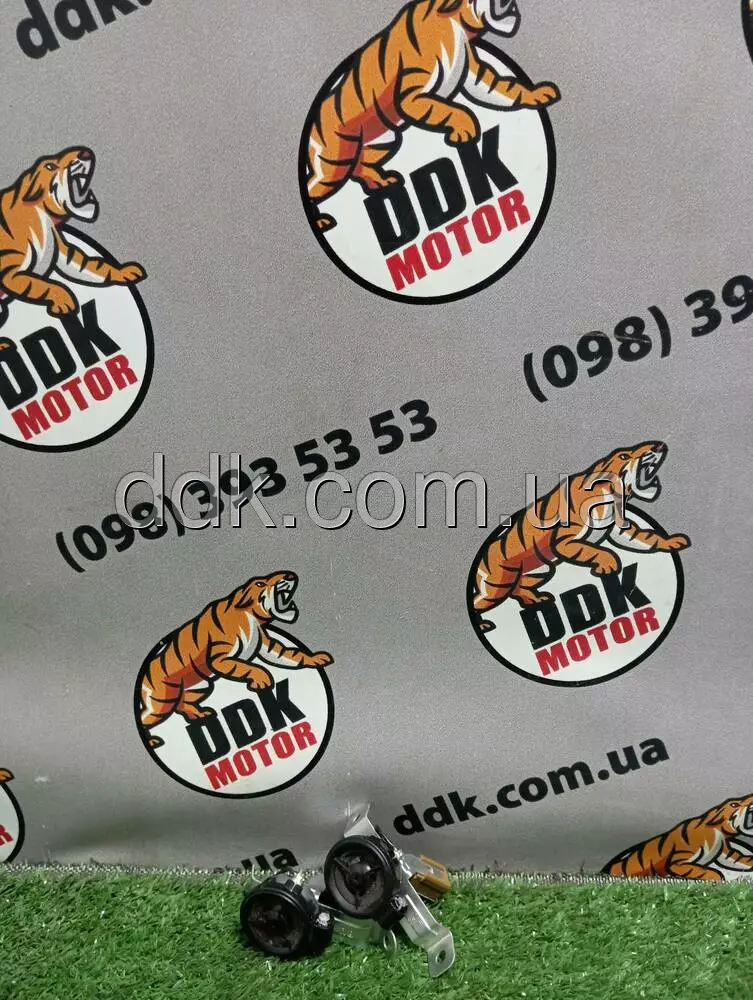 ddk.
DDK
MOTOR
DDK
MOTOR
(098) 39
(098) 393 53 53
ddk.com.ua
DDK
MOTOR
DDK
MOTOR
ddk.com.ua
.ua
OR